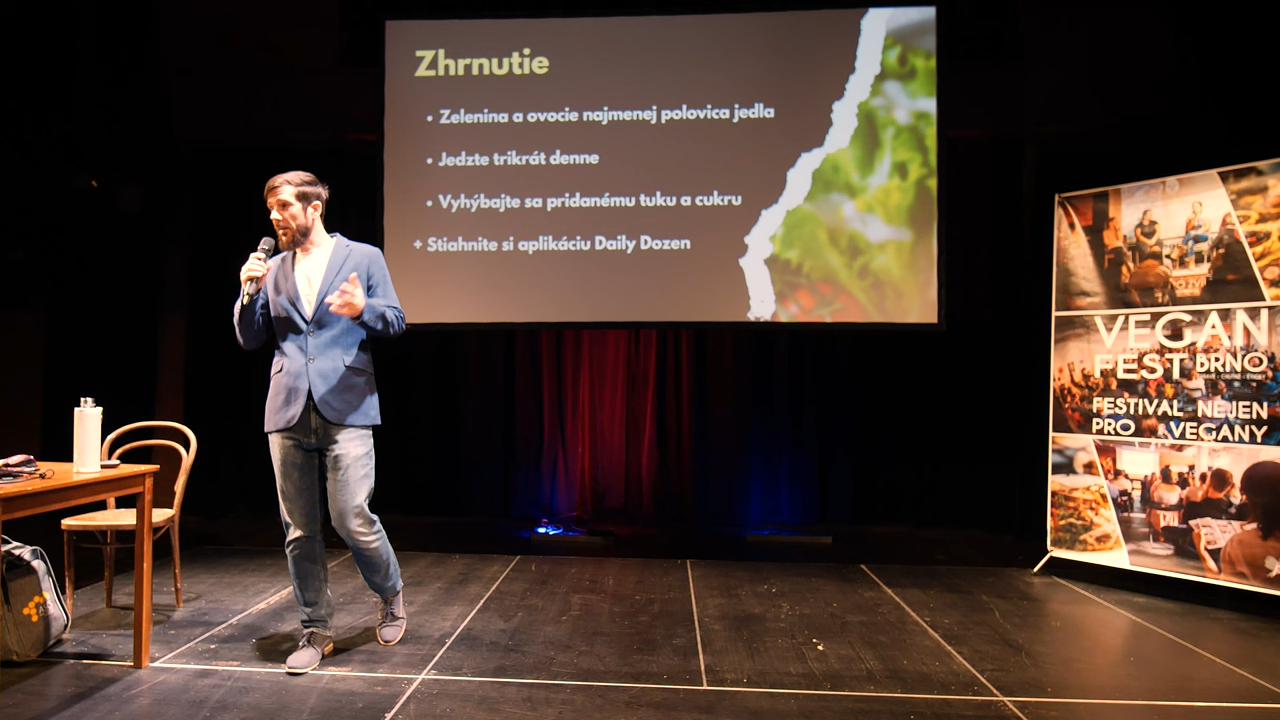 Zhrnutie
• Zelenina a ovocie najmenej polovica jedla
• Jedzte trikrát denne
• Vyhýbajte sa pridanému tuku a cukru
+ Stiahnite si aplikáciu Daily Dozen
VEGAN
FEST BRNO
FESTIVAL NEJEN
PRO VEGANY